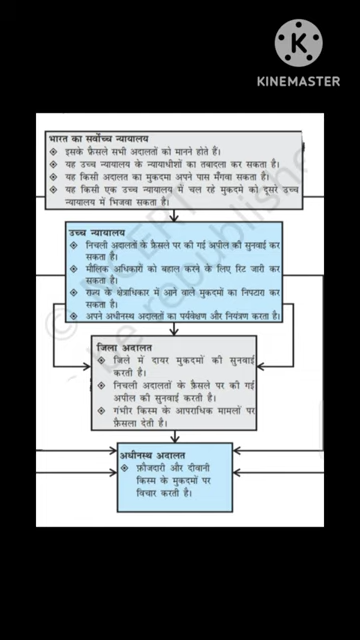 K
KINEMASTER
भारत का सर्वोच्च न्यायालय
❖ इसके फ़ैसले सभी अदालतों को मानने होते हैं।
❖ यह उच्च न्यायालय के न्यायाधीशों का तबादला कर सकता है।
❖ यह किसी अदालत का मुकदमा अपने पास मँगवा सकता है।
❖ यह किसी एक उच्च न्यायालय में चल रहे मुकदमे को दूसरे उच्च
न्यायालय में भिजवा सकता है।
उच्च न्यायालय
❖ निचली अदालतों के फ़ैसले पर की गई अपील की सुनवाई कर
सकता है।
❖ मौलिक अधिकारों को बहाल करने के लिए रिट जारी कर
सकता है।
❖ राज्य के क्षेत्राधिकार में आने वाले मुकदमों का निपटारा कर
सकता है।
❖ अपने अधीनस्थ अदालतों का पर्यवेक्षण और नियंत्रण करता है।
जिला अदालत
❖ ज़िले में दायर मुकदमों की सुनवाई
करती है।
❖ निचली अदालतों के फ़ैसले पर की गई
अपील की सुनवाई करती है।
❖ गंभीर किस्म के आपराधिक मामलों पर
फ़ैसला देती है।
अधीनस्थ अदालत
❖ फ़ौजदारी और दीवानी
किस्म के मुकदमों पर
विचार करती है।